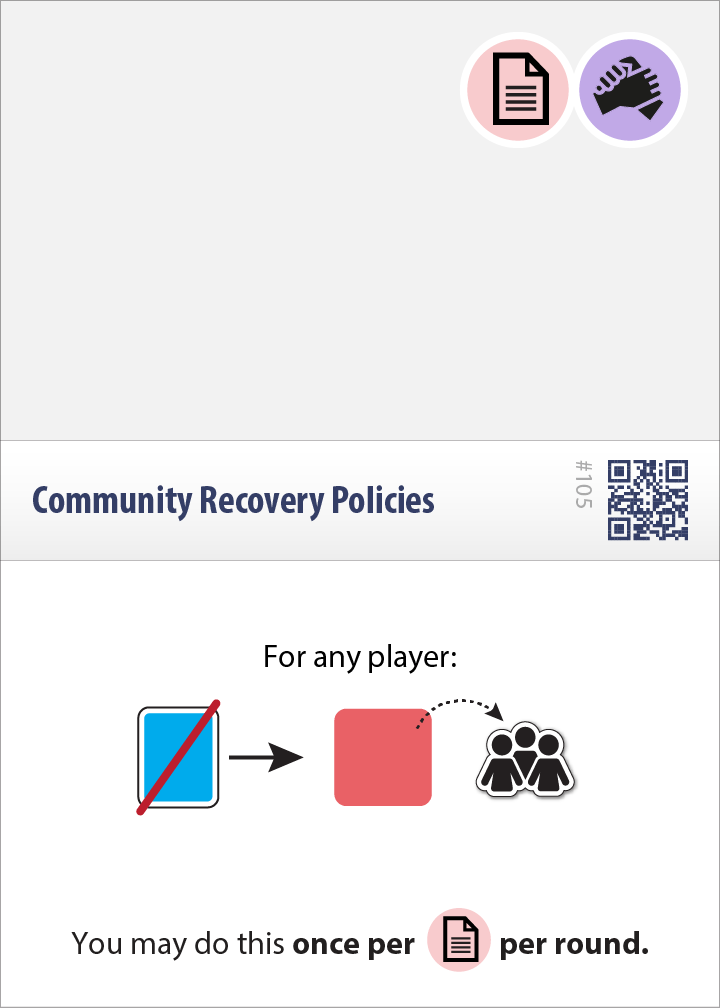 Community Recovery Policies
#105
For any player:
You may do this once per per round.